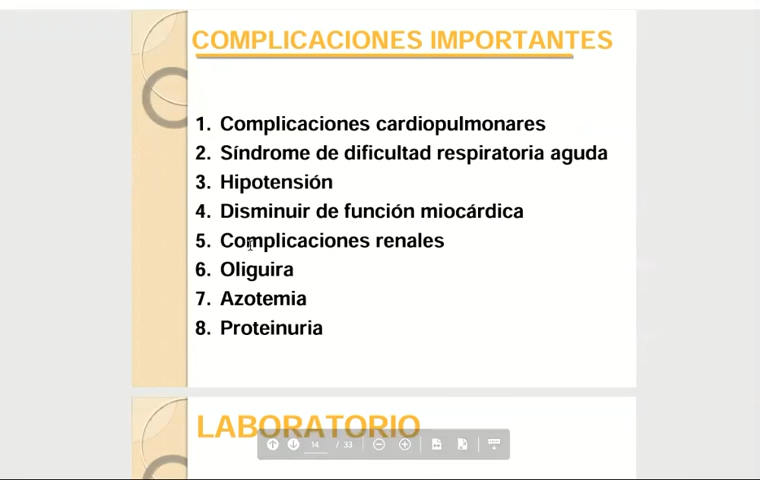 COMPLICACIONES IMPORTANTES
1. Complicaciones cardiopulmonares
2. Síndrome de dificultad respiratoria aguda
3. Hipotensión
4. Disminuir de función miocárdica
5. Complicaciones renales
6. Oliguira
7. Azotemia
8. Proteinuria
LABORATORIO
14 / 33